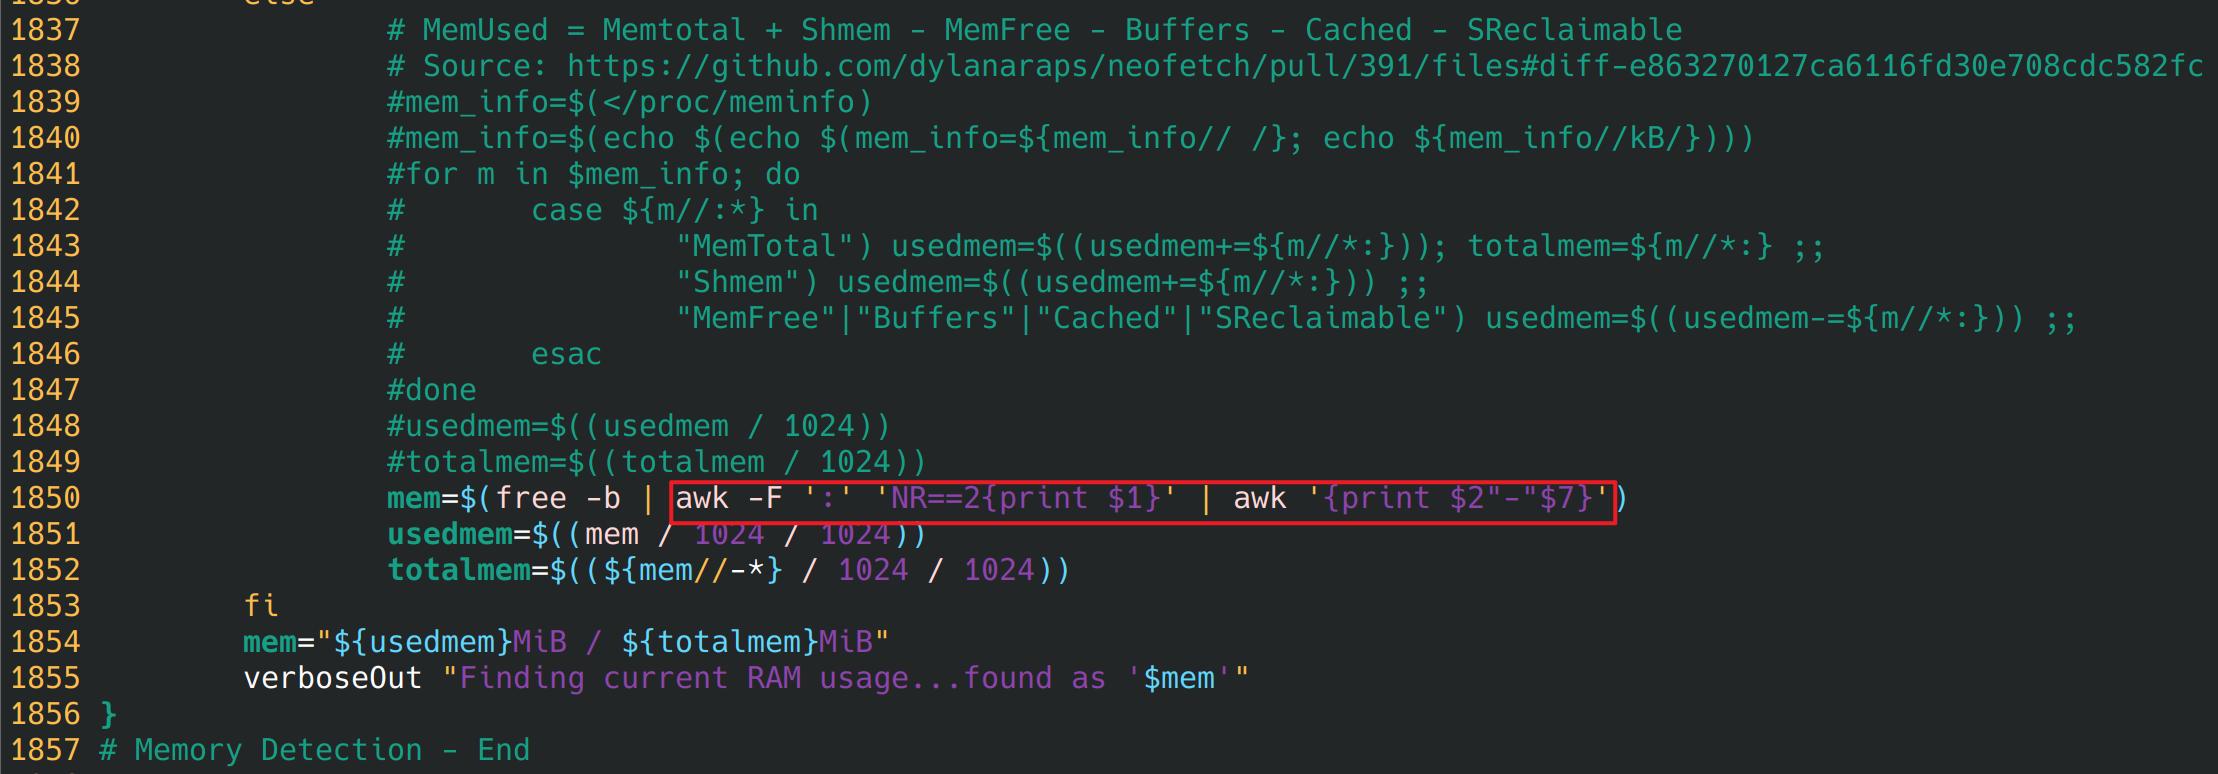 1836         else
1837                 # MemUsed = Memtotal + Shmem - MemFree - Buffers - Cached - SReclaimable
1838                 # Source: https://github.com/dylanaraps/neofetch/pull/391/files#diff-e863270127ca6116fd30e708cdc582fc
1839                 #mem_info=$(</proc/meminfo)
1840                 #mem_info=$(echo $(echo $(mem_info=${mem_info// /}; echo ${mem_info//kB/})))
1841                 #for m in $mem_info; do
1842                 #       case ${m//:*} in
1843                 #               "MemTotal") usedmem=$((usedmem+=${m//*:})); totalmem=${m//*:} ;;
1844                 #               "Shmem") usedmem=$((usedmem+=${m//*:})) ;;
1845                 #               "MemFree"|"Buffers"|"Cached"|"SReclaimable") usedmem=$((usedmem-=${m//*:})) ;;
1846                 #       esac
1847                 #done
1848                 #usedmem=$((usedmem / 1024))
1849                 #totalmem=$((totalmem / 1024))
1850                 mem=$(free -b | awk -F ':' 'NR==2{print $1}' | awk '{print $2"-"$7}')
1851                 usedmem=$((mem / 1024 / 1024))
1852                 totalmem=$((${mem//-*} / 1024 / 1024))
1853         fi
1854         mem="${usedmem}MiB / ${totalmem}MiB"
1855         verboseOut "Finding current RAM usage...found as '$mem'"
1856 }
1857 # Memory Detection - End